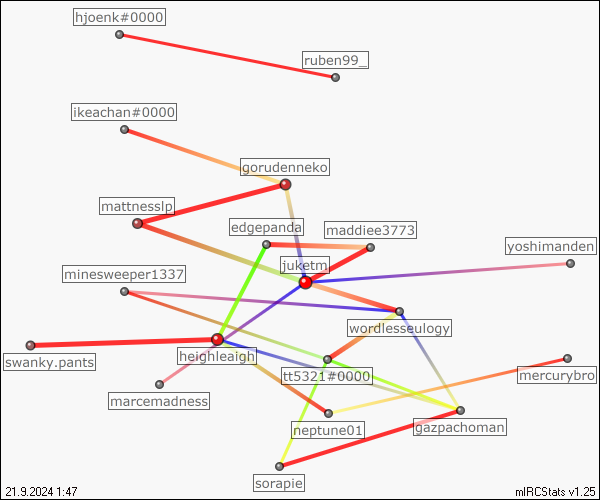 hjoenk#0000
ruben99_
ikeachan#0000
gorudenneko
mattnesslp
edgepanda
maddiee3773
yoshimanden
juketm
minesweeper1337
wordlesseulogy
swanky.pants
heighleaigh
tt5321#0000
mercurybro
marcemadness
neptune01
gazpachoman
sorapie
21.9.2024 1:47
mIRCStats v1.25